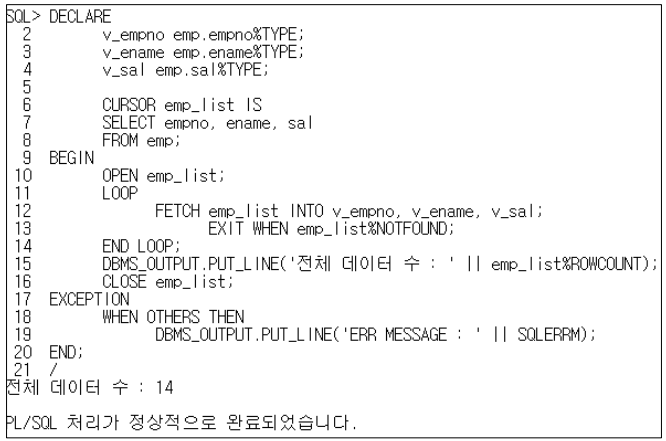 SQL> DECLARE
  2          v_empno emp.empno%TYPE;
  3          v_ename emp.ename%TYPE;
  4          v_sal emp.sal%TYPE;
  5
  6          CURSOR emp_list IS
  7          SELECT empno, ename, sal
  8          FROM emp;
  9  BEGIN
 10          OPEN emp_list;
 11          LOOP
 12                  FETCH emp_list INTO v_empno, v_ename, v_sal;
 13                          EXIT WHEN emp_list%NOTFOUND;
 14          END LOOP;
 15          DBMS_OUTPUT.PUT_LINE('전체 데이터 수 : ' || emp_list%ROWCOUNT);
 16          CLOSE emp_list;
 17  EXCEPTION
 18          WHEN OTHERS THEN
 19                  DBMS_OUTPUT.PUT_LINE('ERR MESSAGE : ' || SQLERRM);
 20  END;
 21  /
전체 데이터 수 : 14
PL/SQL 처리가 정상적으로 완료되었습니다.